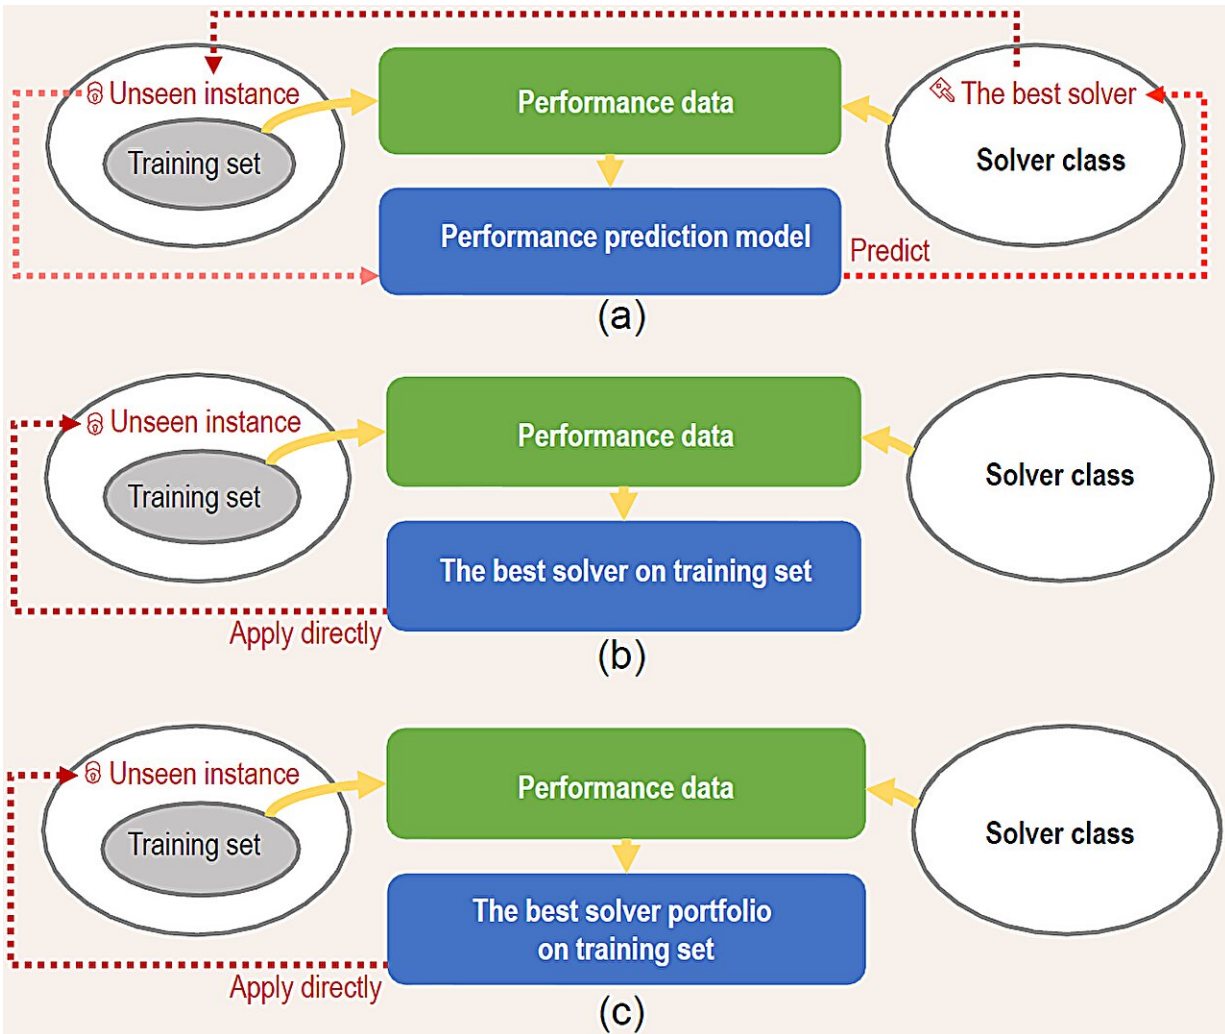 Unseen instance
Training set
Performance data
The best solver
Solver class
Performance prediction model
Predict
(a)
Unseen instance
Training set
Performance data
Solver class
The best solver on training set
Apply directly
(b)
Unseen instance
Training set
Performance data
Solver class
The best solver portfolio
on training set
Apply directly
(c)